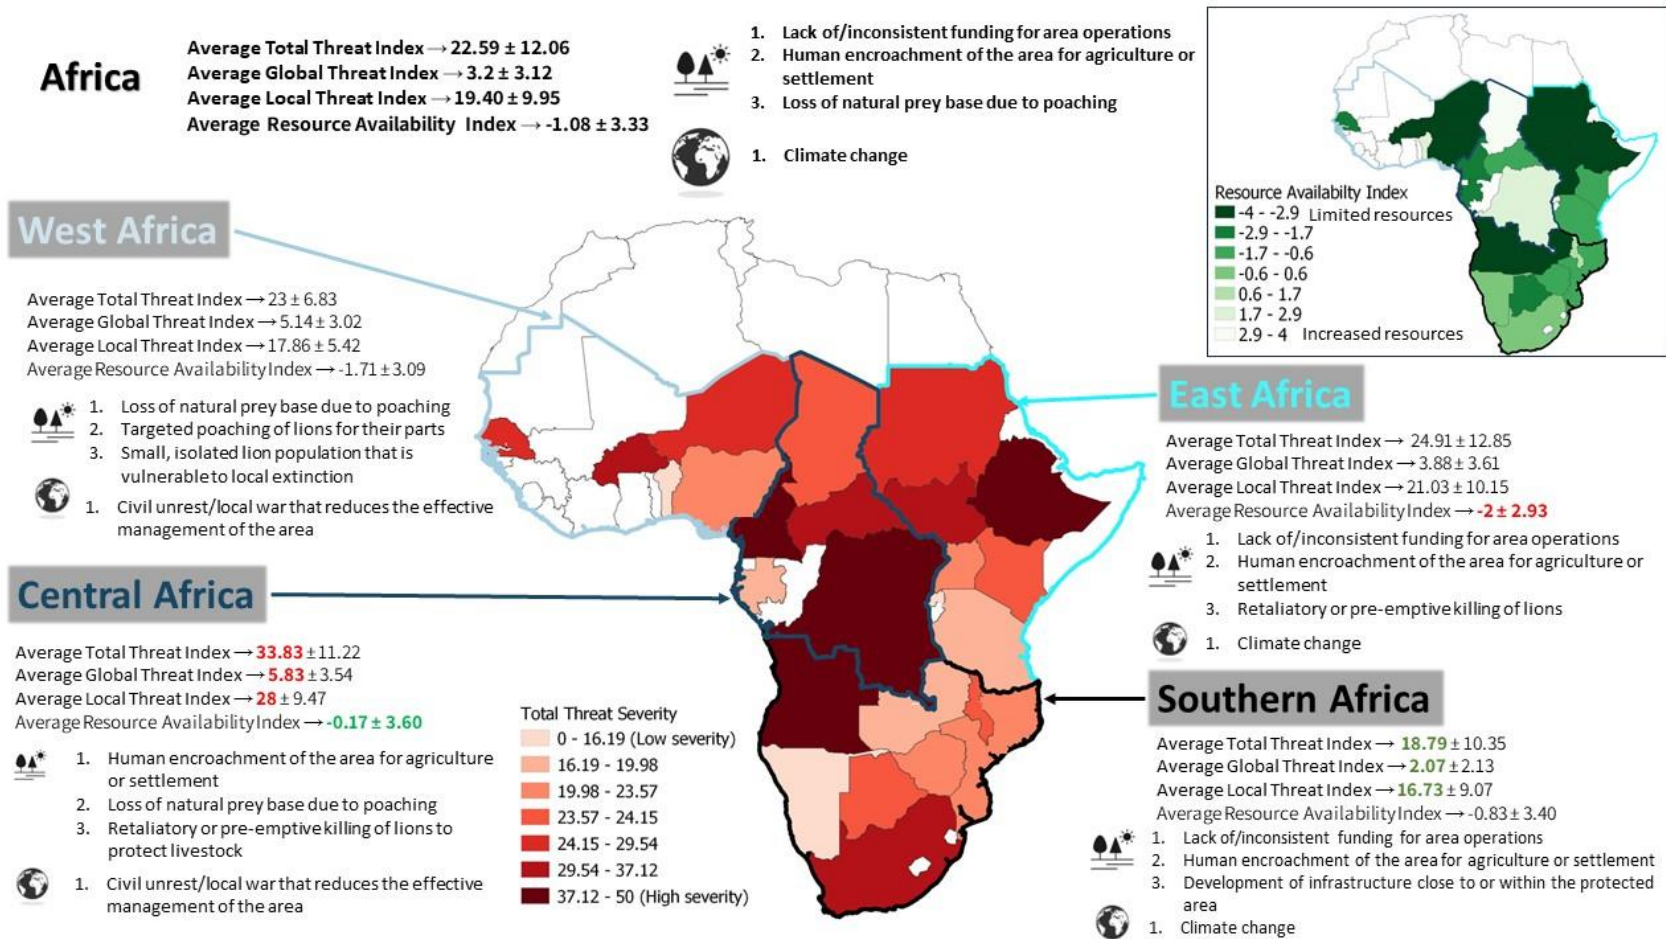 Africa
Average Total Threat Index → 22.59 ± 12.06
Average Global Threat Index → 3.2 ± 3.12
Average Local Threat Index → 19.40 ± 9.95
Average Resource Availability Index → -1.08 ± 3.33
1. Lack of/inconsistent funding for area operations
2. Human encroachment of the area for agriculture or
settlement
3. Loss of natural prey base due to poaching
1. Climate change
Resource Availabilty Index
-4 - -2.9 Limited resources
-2.9 - -1.7
-1.7 - -0.6
-0.6 - 0.6
0.6 - 1.7
1.7 - 2.9
2.9 - 4 Increased resources
West Africa
Average Total Threat Index → 23 ± 6.83
Average Global Threat Index → 5.14 ± 3.02
Average Local Threat Index → 17.86 ± 5.42
Average Resource Availability Index → -1.71 ± 3.09
1. Loss of natural prey base due to poaching
2. Targeted poaching of lions for their parts
3. Small, isolated lion population that is
vulnerable to local extinction
1. Civil unrest/local war that reduces the effective
management of the area
East Africa
Average Total Threat Index → 24.91 ± 12.85
Average Global Threat Index → 3.88 ± 3.61
Average Local Threat Index → 21.03 ± 10.15
Average Resource Availability Index → -2 ± 2.93
1. Lack of/inconsistent funding for area operations
2. Human encroachment of the area for agriculture or
settlement
3. Retaliatory or pre-emptive killing of lions
1. Climate change
Central Africa
Average Total Threat Index → 33.83 ± 11.22
Average Global Threat Index → 5.83 ± 3.54
Average Local Threat Index → 28 ± 9.47
Average Resource Availability Index → -0.17 ± 3.60
1. Human encroachment of the area for agriculture
or settlement
2. Loss of natural prey base due to poaching
3. Retaliatory or pre-emptive killing of lions to
protect livestock
1. Civil unrest/local war that reduces the effective
management of the area
Total Threat Severity
0 - 16.19 (Low severity)
16.19 - 19.98
19.98 - 23.57
23.57 - 24.15
24.15 - 29.54
29.54 - 37.12
37.12 - 50 (High severity)
Southern Africa
Average Total Threat Index → 18.79 ± 10.35
Average Global Threat Index → 2.07 ± 2.13
Average Local Threat Index → 16.73 ± 9.07
Average Resource Availability Index → -0.83 ± 3.40
1. Lack of/inconsistent funding for area operations
2. Human encroachment of the area for agriculture or settlement
3. Development of infrastructure close to or within the protected
area
1. Climate change